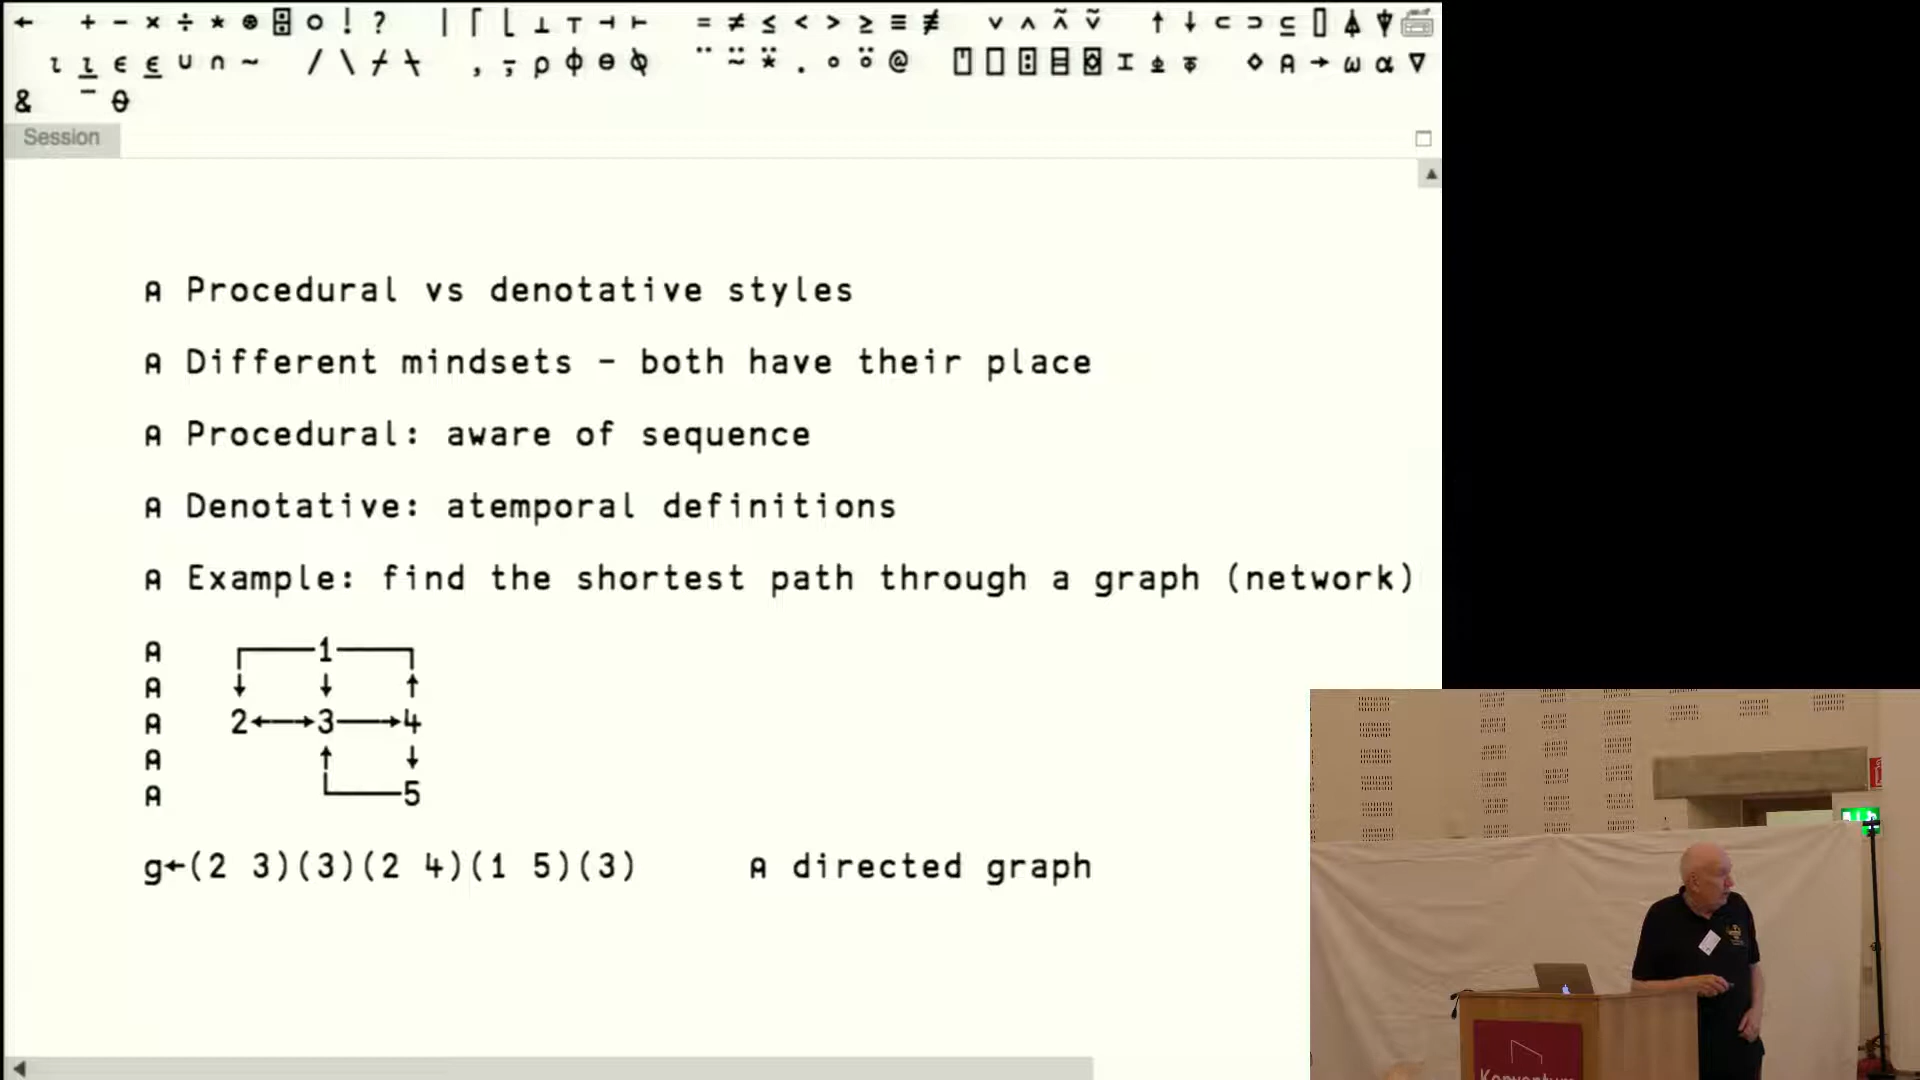 ← + - × ÷ * ⍟ ⌹ ○ ! ? | ⌈ ⌊ ⊥ ⊤ ⊣ ⊢ = ≠ ≤ < > ≥ ≡ ≢ ∨ ∧ ⍲ ⍱ ↑ ↓ ⊂ ⊃ ⊆ ⌷ ⍋ ⍒
⍳ ⍸ ∊ ⍷ ∪ ∩ ~ / \ ⌿ ⍀ , ⍪ ⍴ ⌽ ⊖ ⍉ ¨ ⍨ ⍣ . ∘ ⍤ @ ⍞ ⎕ ⍠ ⌸ ⌺ ⌶ ⍎ ⍕ ⋄ ⍝ → ⍵ ⍺ ∇
& ¯ ⍬
Session
⍝ Procedural vs denotative styles
⍝ Different mindsets - both have their place
⍝ Procedural: aware of sequence
⍝ Denotative: atemporal definitions
⍝ Example: find the shortest path through a graph (network)
⍝ ┌───1───┐
⍝ ↓ ↓ ↑
⍝ 2←─→3──→4
⍝ ↑ ↓
⍝ └───5
g←(2 3)(3)(2 4)(1 5)(3) ⍝ directed graph
Konventum